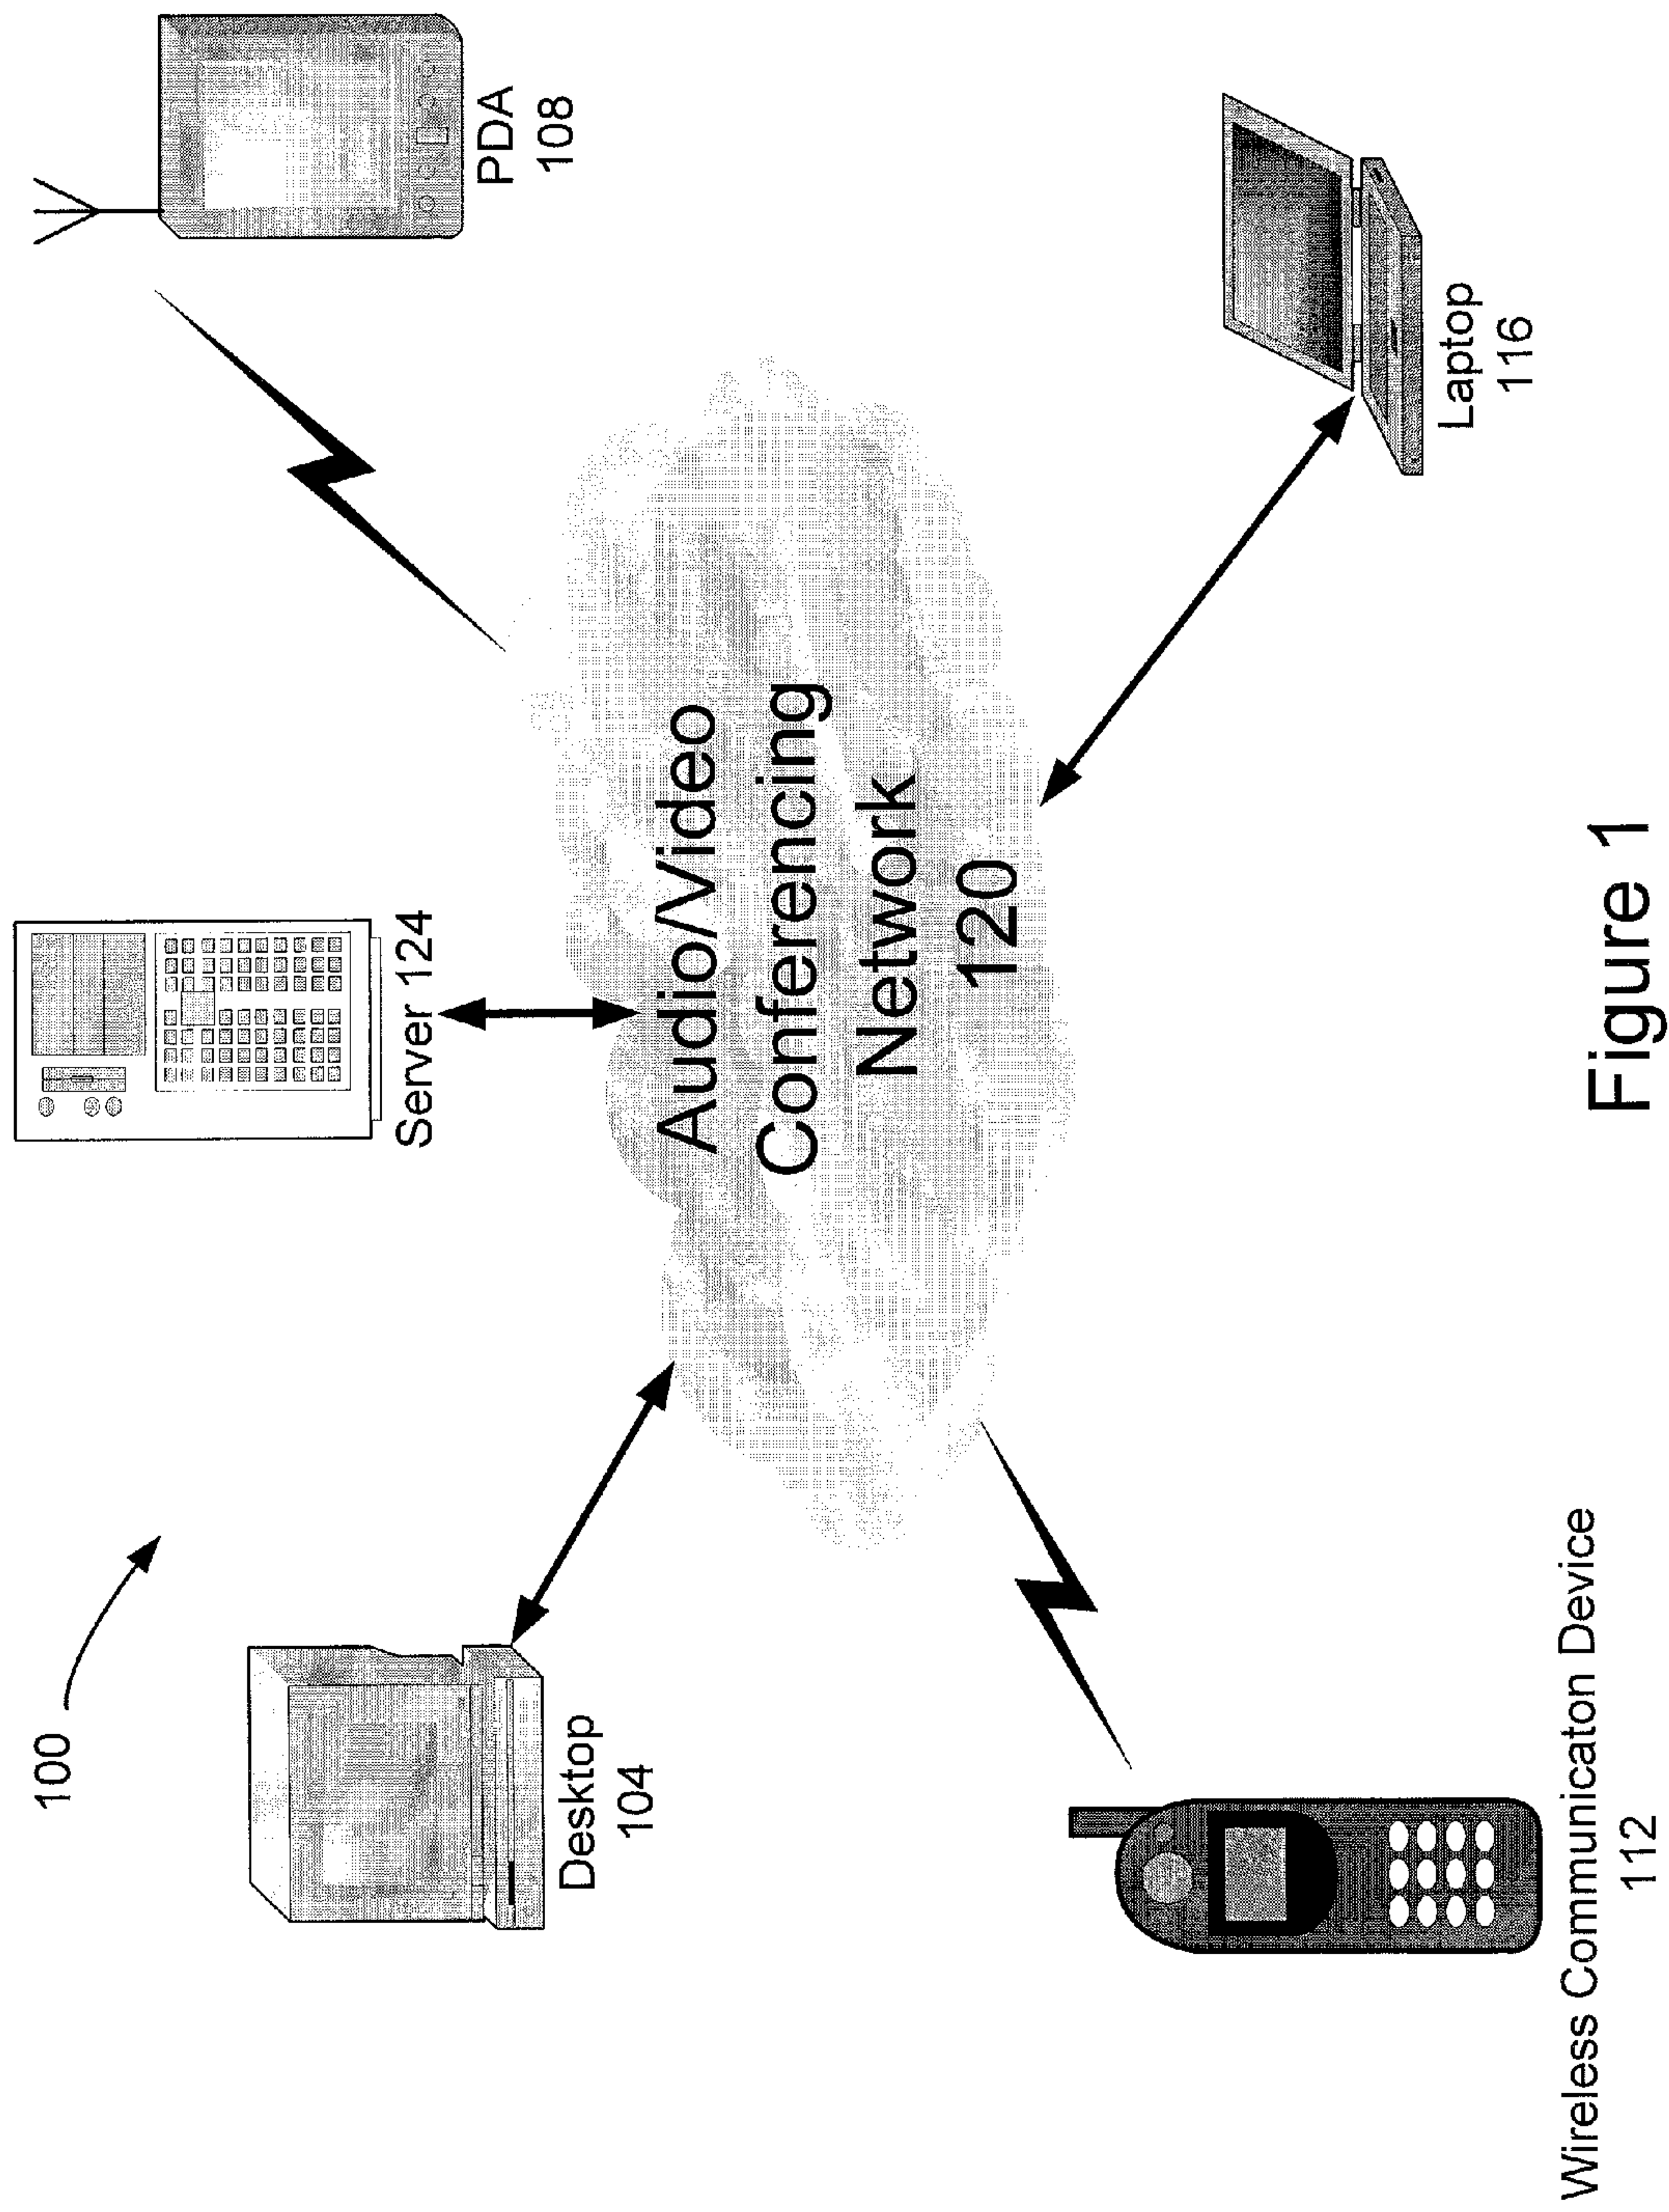 100
Server 124
PDA
108
Desktop
104
Audio/Video
Conferencing
Network
120
Laptop
116
Wireless Communicaton Device
112
Figure 1